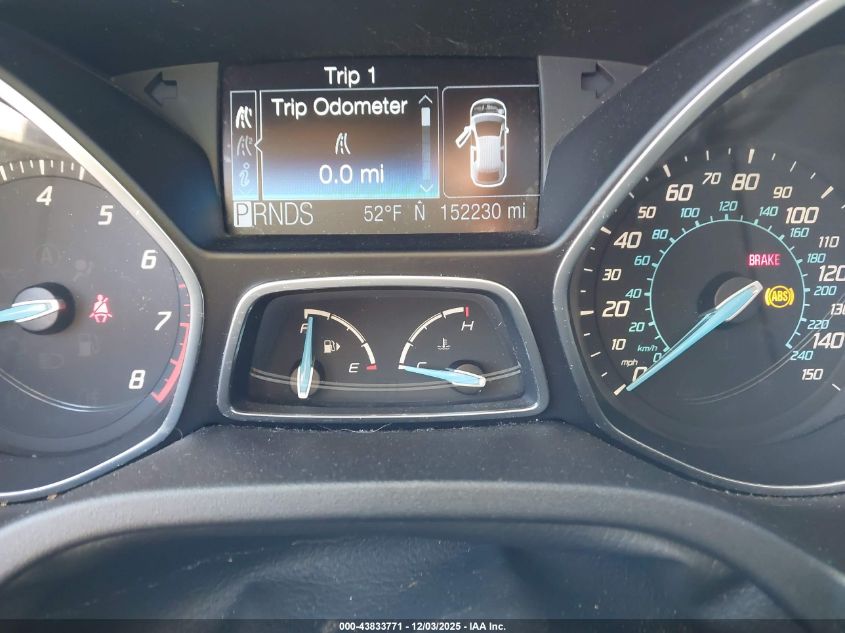 Trip 1
Trip Odometer
0.0 mi
PRNDS 52°F N 152230 mi
4
5
6
7
8
F
E
H
C
0 10 20 30 40 50 60 70 80 90 100 110 120 130 140 150
mph
km/h
0 20 40 60 80 100 120 140 160 180 200 220 240
BRAKE
ABS
000-43833771 - 12/03/2025 - IAA Inc.